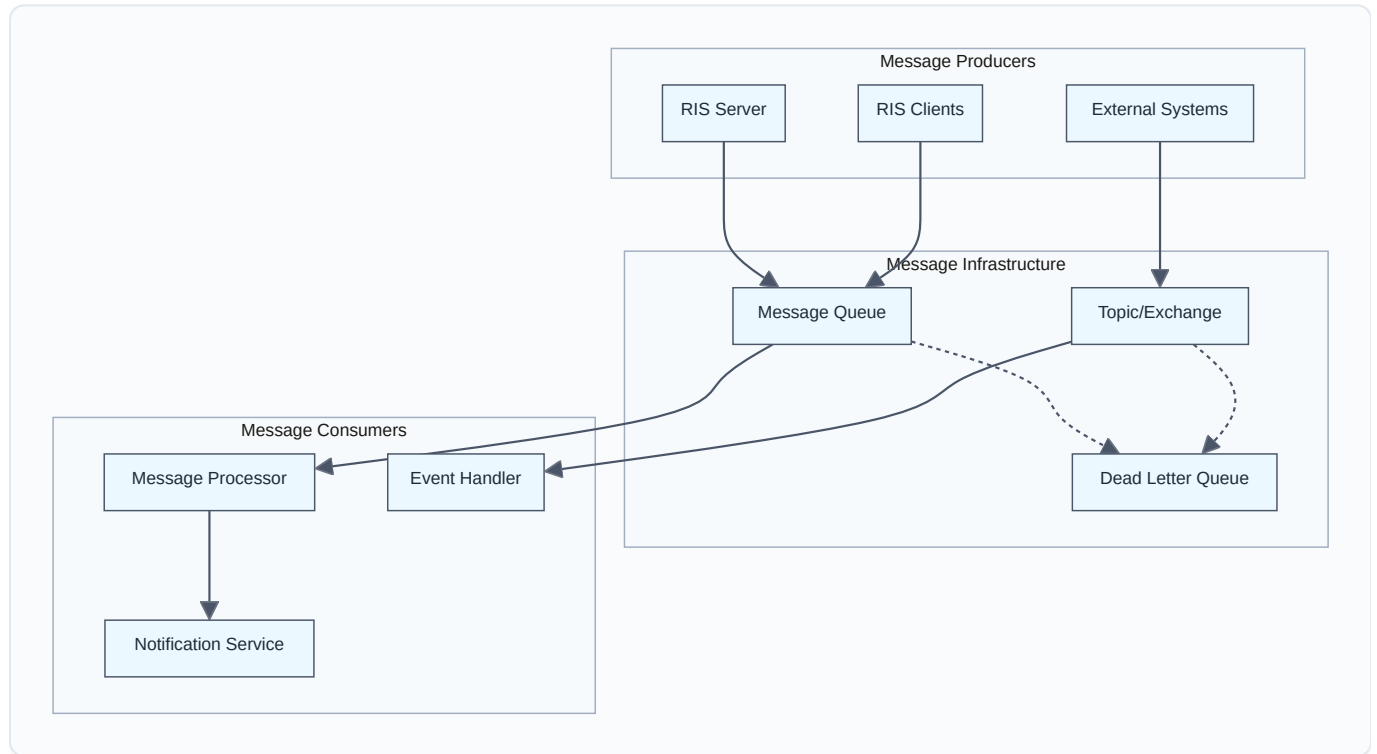 Message Producers
RIS Server
RIS Clients
External Systems
Message Infrastructure
Message Queue
Topic/Exchange
Message Consumers
Message Processor
Event Handler
Dead Letter Queue
Notification Service